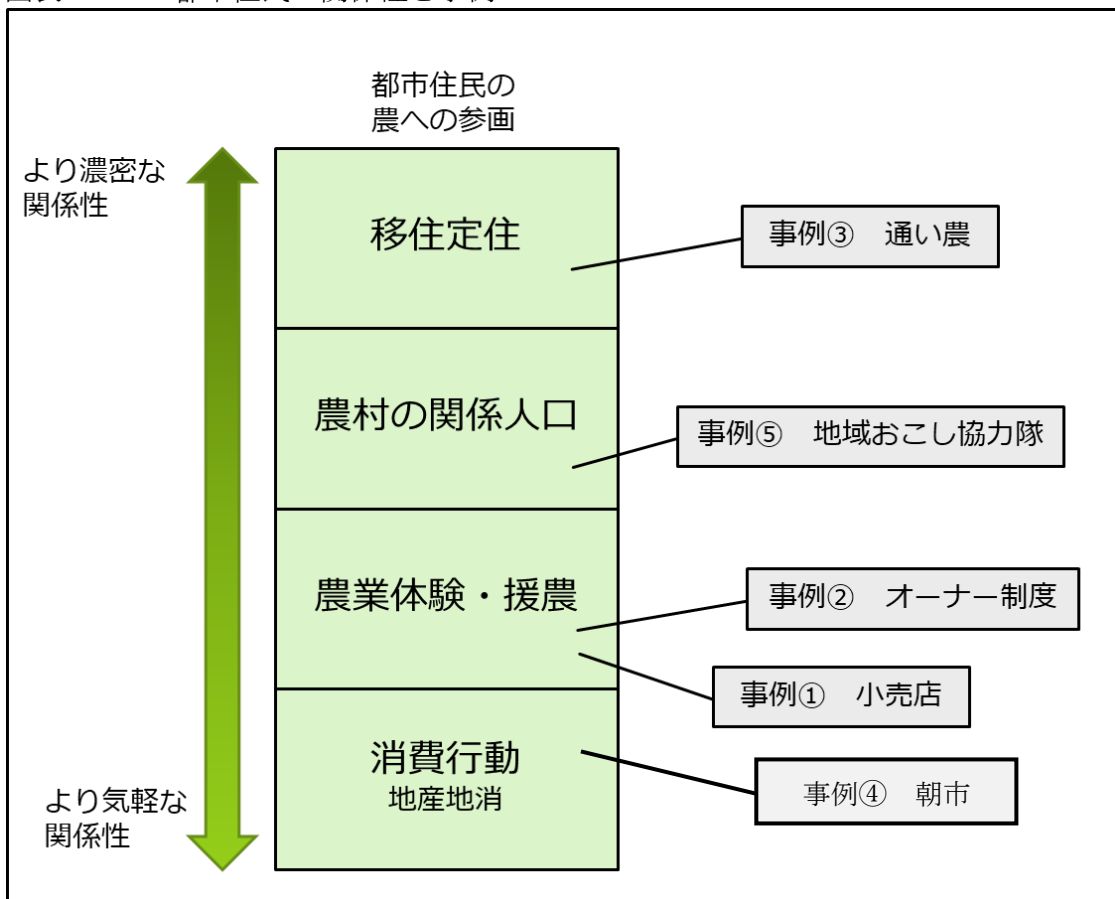 都市住民の
農への参画
より濃密な
関係性
移住定住
事例③ 通い農
農村の関係人口
事例⑤ 地域おこし協力隊
農業体験・援農
事例② オーナー制度
事例① 小売店
消費行動
地産地消
事例④ 朝市
より気軽な
関係性